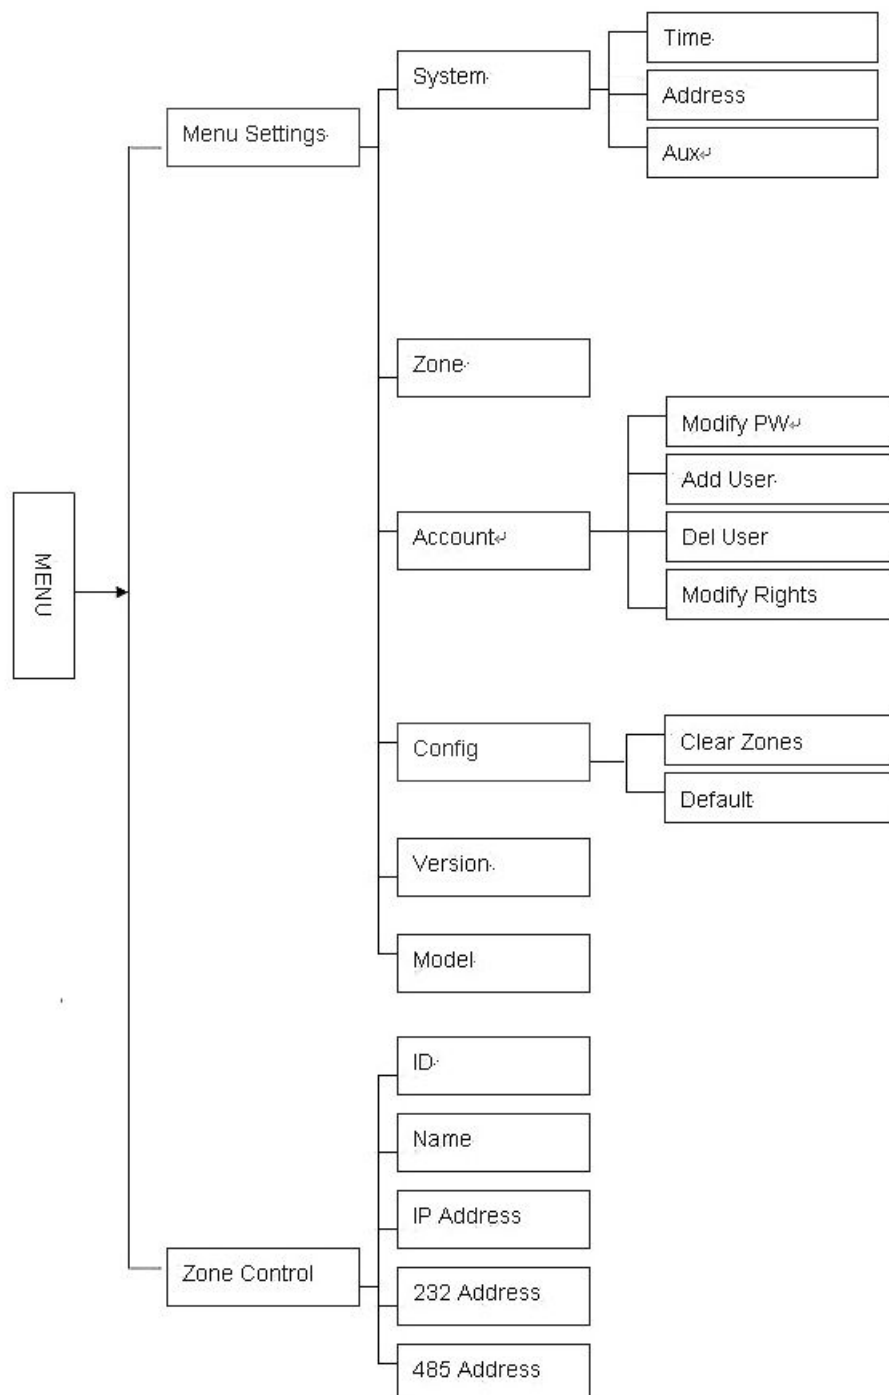 Time
System
Address
Menu Settings
Aux
Zone
Modify PW
Add User
Account
Del User
MENU
Modify Rights
Config
Clear Zones
Default
Version
Model
ID
Name
IP Address
Zone Control
232 Address
485 Address